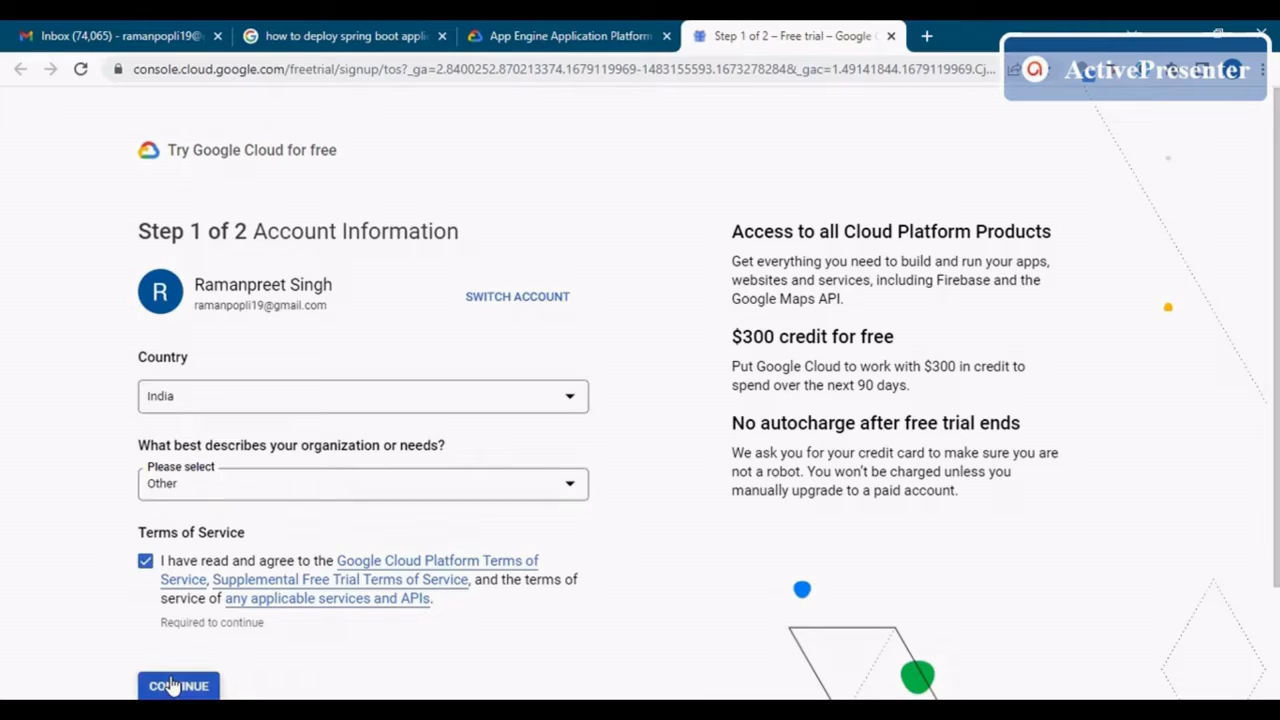 Inbox (74,065) - ramanpopli19@
how to deploy spring boot appli
App Engine Application Platform
Step 1 of 2 – Free trial – Google C
console.cloud.google.com/freetrial/signup/tos?_ga=2.8400252.870213374.1679119969-1483155593.1673278284&_gac=1.49141844.1679119969.Cj...
ActivePresenter
Try Google Cloud for free
Step 1 of 2 Account Information
R
Ramanpreet Singh
ramanpopli19@gmail.com
SWITCH ACCOUNT
Country
India
What best describes your organization or needs?
Please select
Other
Terms of Service
I have read and agree to the Google Cloud Platform Terms of
Service, Supplemental Free Trial Terms of Service, and the terms of
service of any applicable services and APIs.
Required to continue
CONTINUE
Access to all Cloud Platform Products
Get everything you need to build and run your apps,
websites and services, including Firebase and the
Google Maps API.
$300 credit for free
Put Google Cloud to work with $300 in credit to
spend over the next 90 days.
No autocharge after free trial ends
We ask you for your credit card to make sure you are
not a robot. You won't be charged unless you
manually upgrade to a paid account.